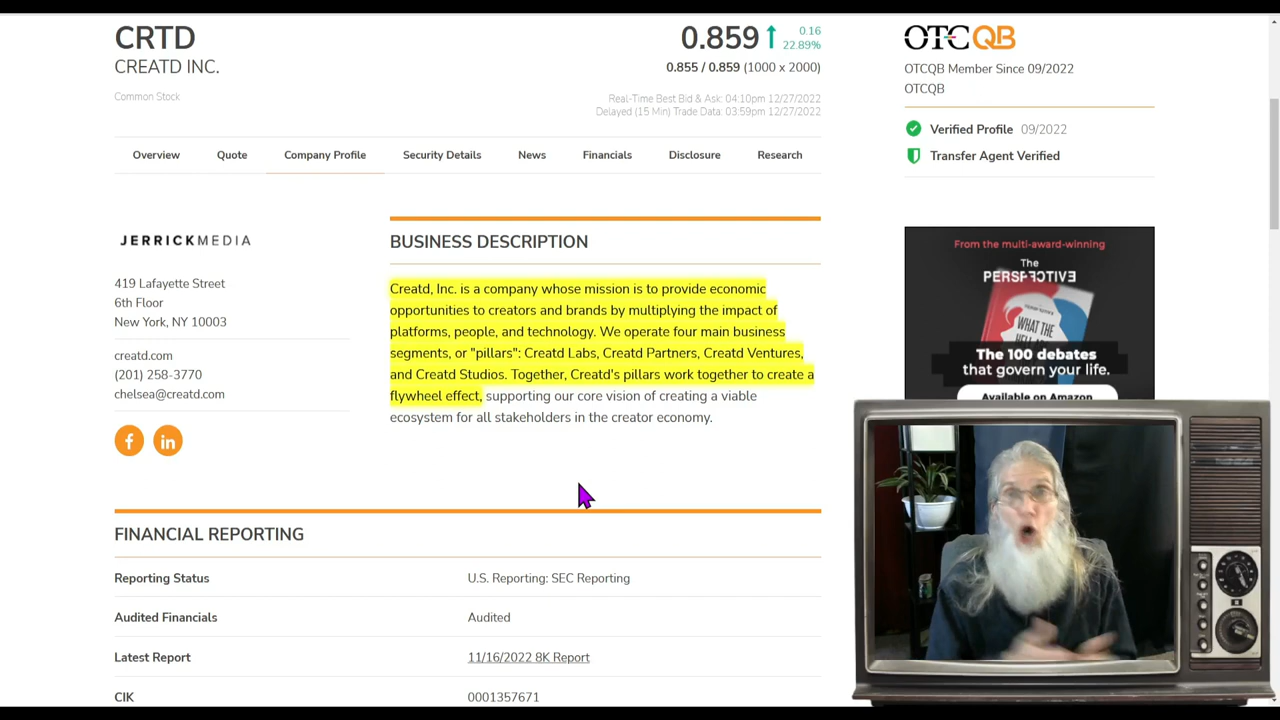 CRTD
CREATD INC.
Common Stock
0.859
0.16
22.89%
0.855 / 0.859 (1000 x 2000)
Real-Time Best Bid & Ask: 04:10pm 12/27/2022
Delayed (15 Min) Trade Data: 03:59pm 12/27/2022
OTCQB
OTCQB Member Since 09/2022
OTCQB
Verified Profile 09/2022
Transfer Agent Verified
Overview Quote Company Profile Security Details News Financials Disclosure Research
JERRICKMEDIA
419 Lafayette Street
6th Floor
New York, NY 10003
creatd.com
(201) 258-3770
chelsea@creatd.com
f in
BUSINESS DESCRIPTION
Creatd, Inc. is a company whose mission is to provide economic
opportunities to creators and brands by multiplying the impact of
platforms, people, and technology. We operate four main business
segments, or "pillars": Creatd Labs, Creatd Partners, Creatd Ventures,
and Creatd Studios. Together, Creatd's pillars work together to create a
flywheel effect, supporting our core vision of creating a viable
ecosystem for all stakeholders in the creator economy.
From the multi-award-winning
The
PERSPECTIVE
WHAT
THE
The 100 debates
that govern your life.
Available on Amazon
FINANCIAL REPORTING
Reporting Status U.S. Reporting: SEC Reporting
Audited Financials Audited
Latest Report 11/16/2022 8K Report
CIK 0001357671